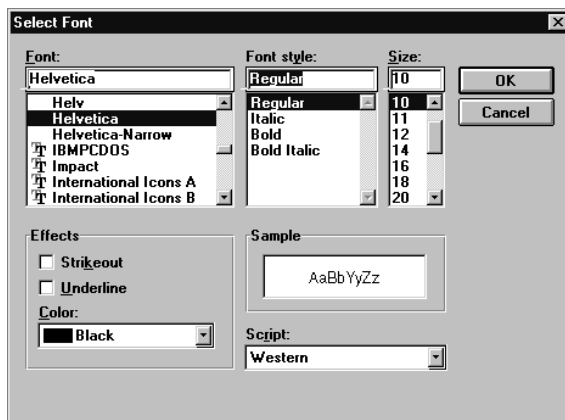 Select Font
Font:
Helvetica
Helv
Helvetica
Helvetica-Narrow
IBMPCDOS
Impact
International Icons A
International Icons B
Font style:
Regular
Regular
Italic
Bold
Bold Italic
Size:
10
10
11
12
14
16
18
20
OK
Cancel
Effects
Strikeout
Underline
Color:
Black
Sample
AaBbYyZz
Script:
Western